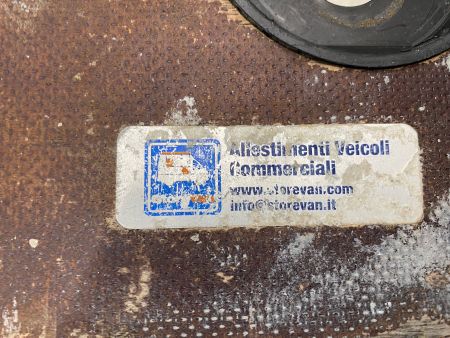 Allestimenti Veicoli
Commerciali
www.storevan.com
info@storevan.it